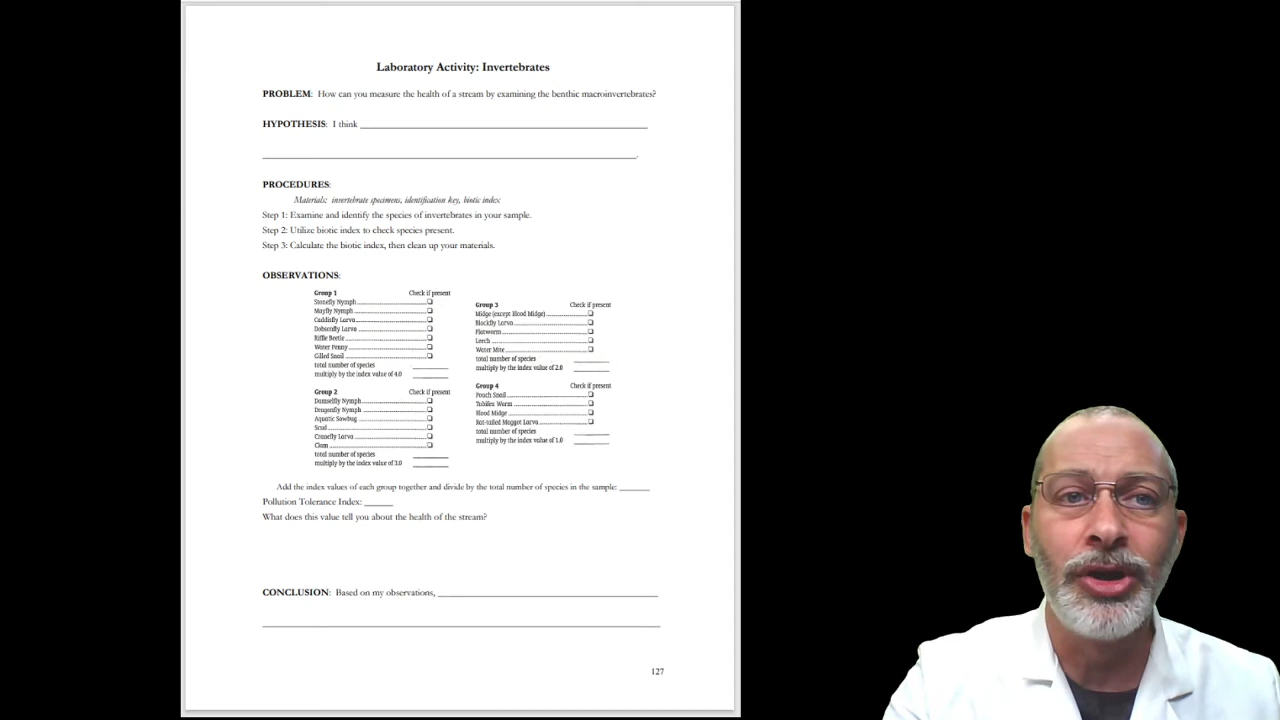 Laboratory Activity: Invertebrates
PROBLEM: How can you measure the health of a stream by examining the benthic macroinvertebrates?
HYPOTHESIS: I think ___
___.
PROCEDURES:
Materials: invertebrate specimens, identification key, biotic index
Step 1: Examine and identify the species of invertebrates in your sample.
Step 2: Utilize biotic index to check species present.
Step 3: Calculate the biotic index, then clean up your materials.
OBSERVATIONS:
Group 1 Check if present
Stonefly Nymph
Mayfly Nymph
Caddisfly Larva
Dobsonfly Larva
Riffle Beetle
Water Penny
Gilled Snail
total number of species
multiply by the index value of 4.0
Group 2 Check if present
Damselfly Nymph
Dragonfly Nymph
Aquatic Sowbug
Scud
Cranefly Larva
Clam
total number of species
multiply by the index value of 3.0
Group 3 Check if present
Midge (except Blood Midge)
Blackfly Larva
Flatworm
Leech
Water Mite
total number of species
multiply by the index value of 2.0
Group 4 Check if present
Pouch Snail
Tubifex Worm
Blood Midge
Rat-tailed Maggot Larva
total number of species
multiply by the index value of 1.0
Add the index values of each group together and divide by the total number of species in the sample: ___
Pollution Tolerance Index: ___
What does this value tell you about the health of the stream?
CONCLUSION: Based on my observations, ___
127